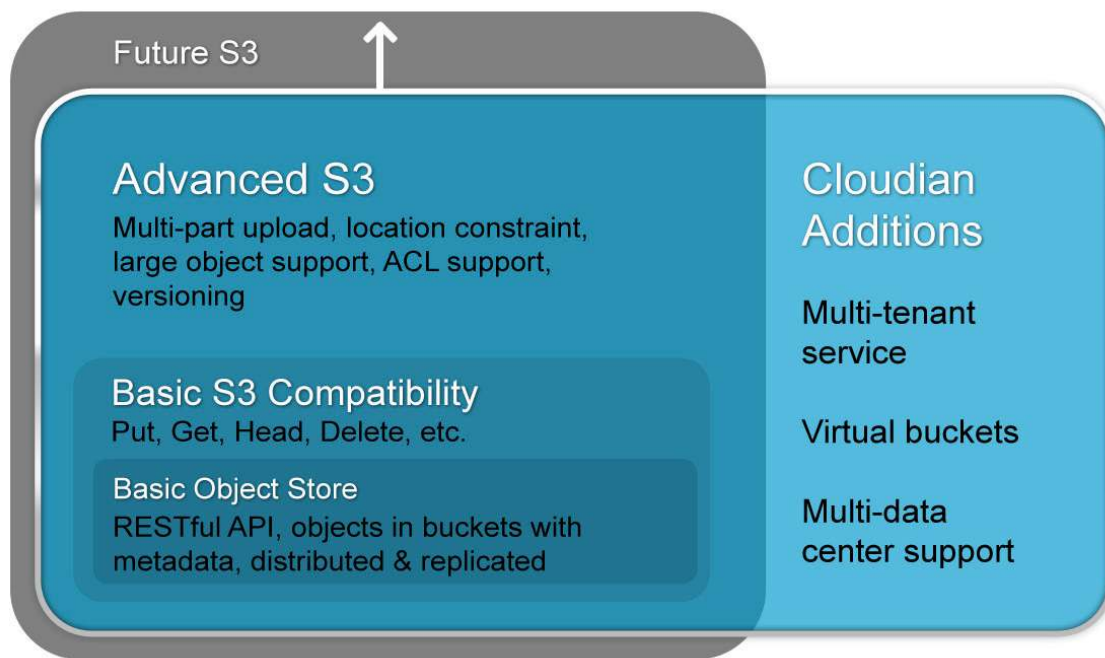 Future S3
Advanced S3
Multi-part upload, location constraint,
large object support, ACL support,
versioning
Basic S3 Compatibility
Put, Get, Head, Delete, etc.
Basic Object Store
RESTful API, objects in buckets with
metadata, distributed & replicated
Cloudian
Additions
Multi-tenant
service
Virtual buckets
Multi-data
center support